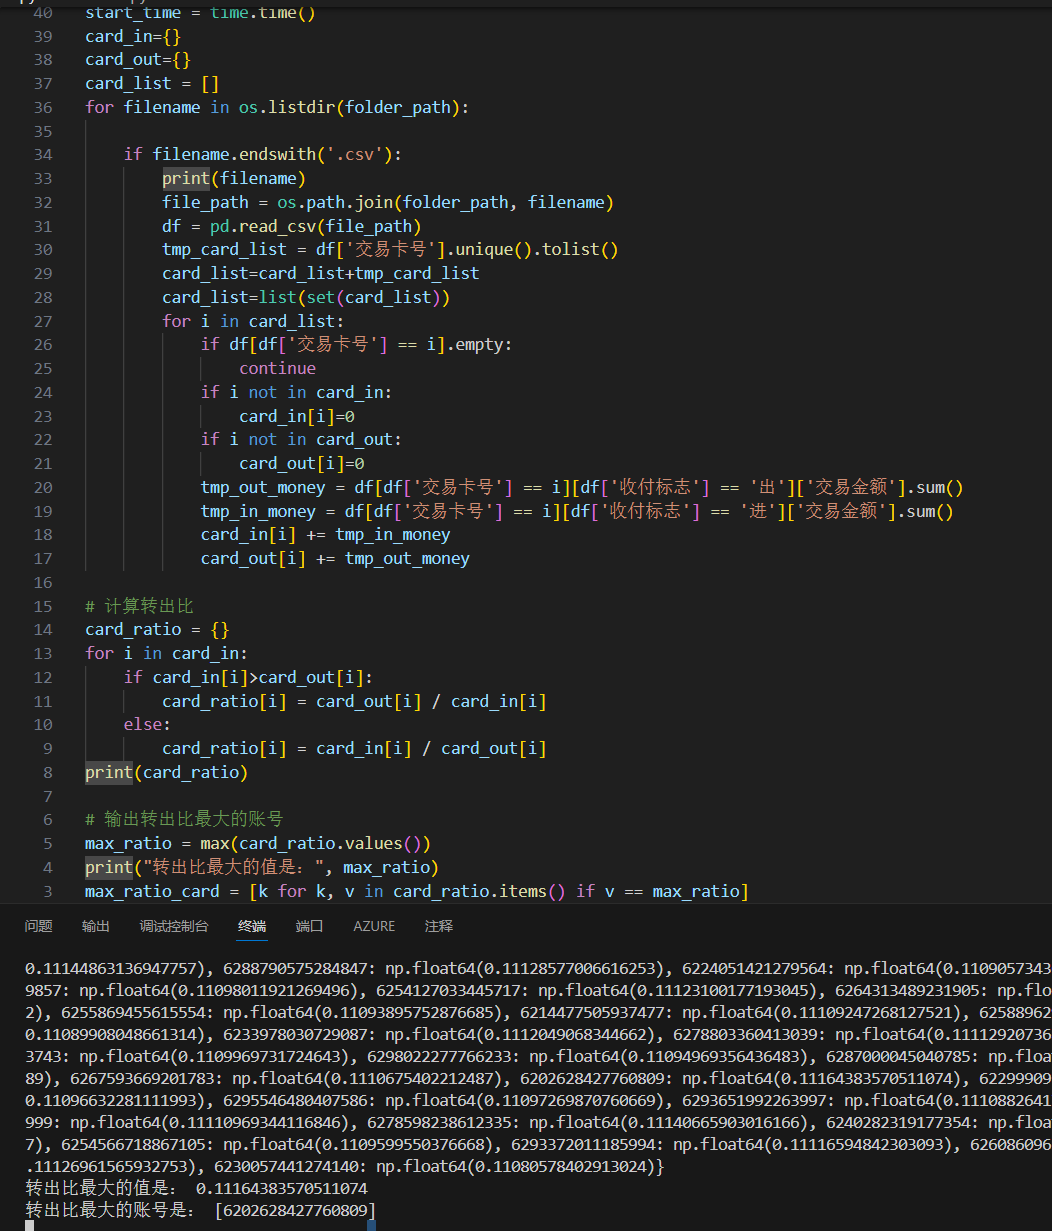 40 start_time = time.time()
39 card_in={}
38 card_out={}
37 card_list = []
36 for filename in os.listdir(folder_path):
35
34 if filename.endswith('.csv'):
33 print(filename)
32 file_path = os.path.join(folder_path, filename)
31 df = pd.read_csv(file_path)
30 tmp_card_list = df['交易卡号'].unique().tolist()
29 card_list=card_list+tmp_card_list
28 card_list=list(set(card_list))
27 for i in card_list:
26 if df[df['交易卡号'] == i].empty:
25 continue
24 if i not in card_in:
23 card_in[i]=0
22 if i not in card_out:
21 card_out[i]=0
20 tmp_out_money = df[df['交易卡号'] == i][df['收付标志'] == '出']['交易金额'].sum()
19 tmp_in_money = df[df['交易卡号'] == i][df['收付标志'] == '进']['交易金额'].sum()
18 card_in[i] += tmp_in_money
17 card_out[i] += tmp_out_money
16
15 # 计算转出比
14 card_ratio = {}
13 for i in card_in:
12 if card_in[i]>card_out[i]:
11 card_ratio[i] = card_out[i] / card_in[i]
10 else:
9 card_ratio[i] = card_in[i] / card_out[i]
8 print(card_ratio)
7
6 # 输出转出比最大的账号
5 max_ratio = max(card_ratio.values())
4 print("转出比最大的值是：", max_ratio)
3 max_ratio_card = [k for k, v in card_ratio.items() if v == max_ratio]
问题 输出 调试控制台 终端 端口 AZURE 注释
0.11144863136947757), 6288790575284847: np.float64(0.11128577006616253), 6224051421279564: np.float64(0.1109057343
9857: np.float64(0.11098011921269496), 6254127033445717: np.float64(0.11123100177193045), 6264313489231905: np.flo
2), 6255869455615554: np.float64(0.11093895752876685), 6214477505937477: np.float64(0.11109247268127521), 62588962
0.11089908048661314), 6233978030729087: np.float64(0.1112049068344662), 6278803360413039: np.float64(0.11112920736
3743: np.float64(0.1109969731724643), 6298022277766233: np.float64(0.11094969356436483), 6287000045040785: np.floa
89), 6267593669201783: np.float64(0.1110675402212487), 6202628427760809: np.float64(0.11164383570511074), 62299909
0.11096632281111993), 6295546480407586: np.float64(0.11097269870760669), 6293651992263997: np.float64(0.1110882641
999: np.float64(0.11110969344116846), 6278598238612335: np.float64(0.11140665903016166), 6240282319177354: np.floa
7), 6254566718867105: np.float64(0.1109599550376668), 6293372011185994: np.float64(0.11116594842303093), 626086096
.11126961565932753), 6230057441274140: np.float64(0.11080578402913024)}
转出比最大的值是： 0.11164383570511074
转出比最大的账号是： [6202628427760809]